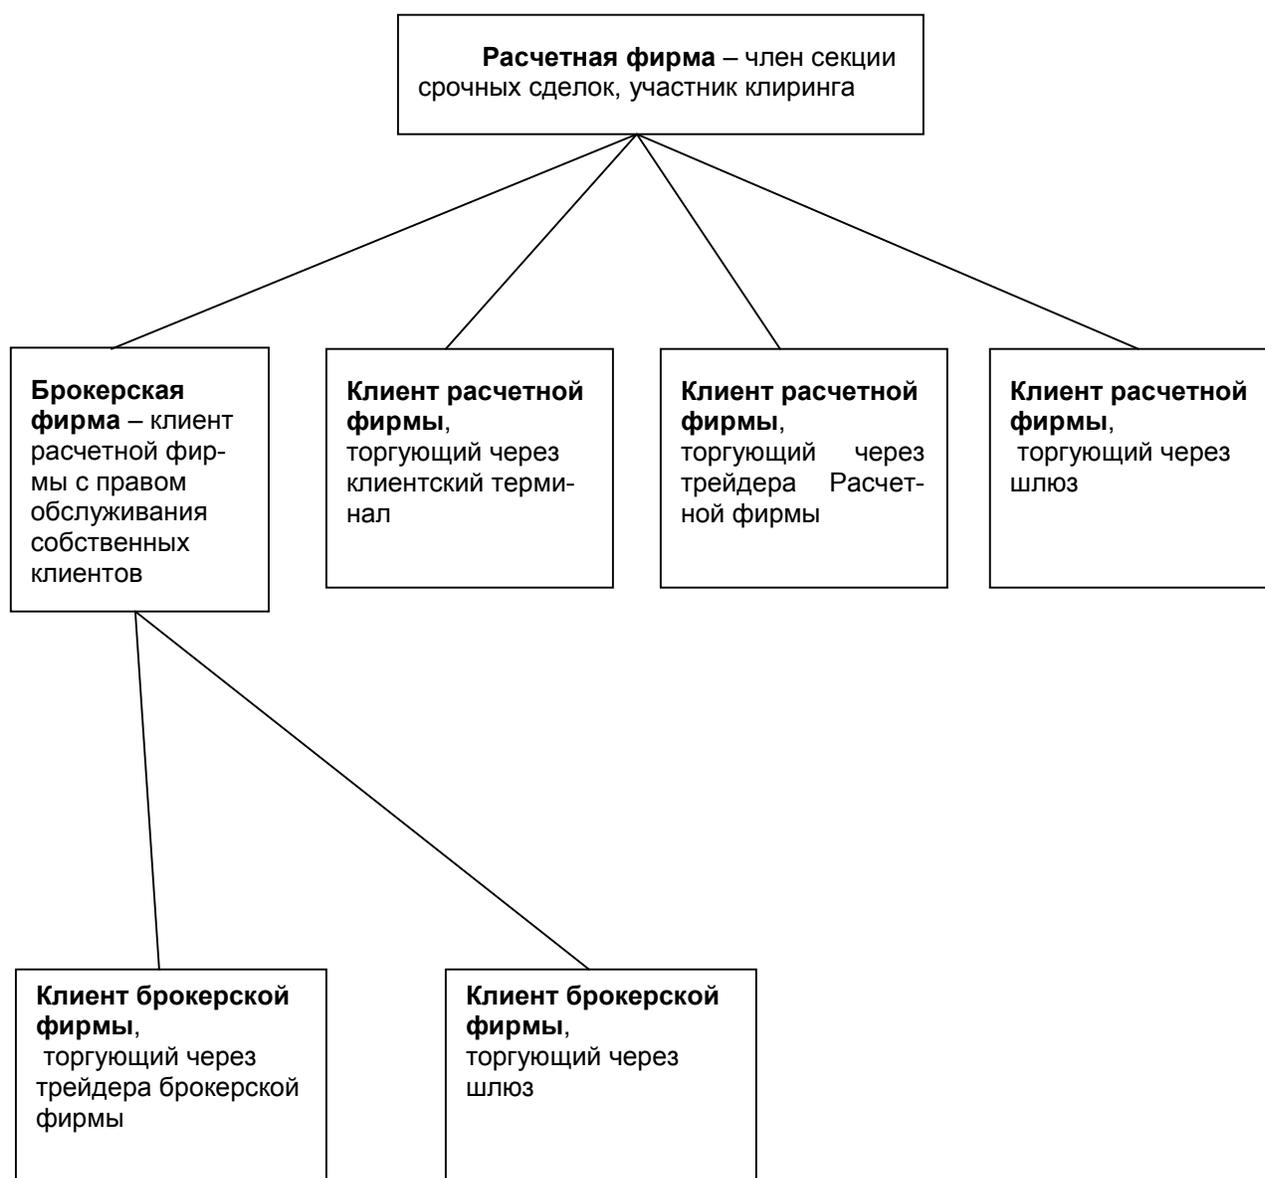 Расчетная фирма – член секции
срочных сделок, участник клиринга
Брокерская
фирма – клиент
расчетной фир-
мы с правом
обслуживания
собственных
клиентов
Клиент расчетной
фирмы,
торгующий через
клиентский терми-
нал
Клиент расчетной
фирмы,
торгующий через
трейдера Расчет-
ной фирмы
Клиент расчетной
фирмы,
торгующий через
шлюз
Клиент брокерской
фирмы,
торгующий через
трейдера брокерской
фирмы
Клиент брокерской
фирмы,
торгующий через
шлюз